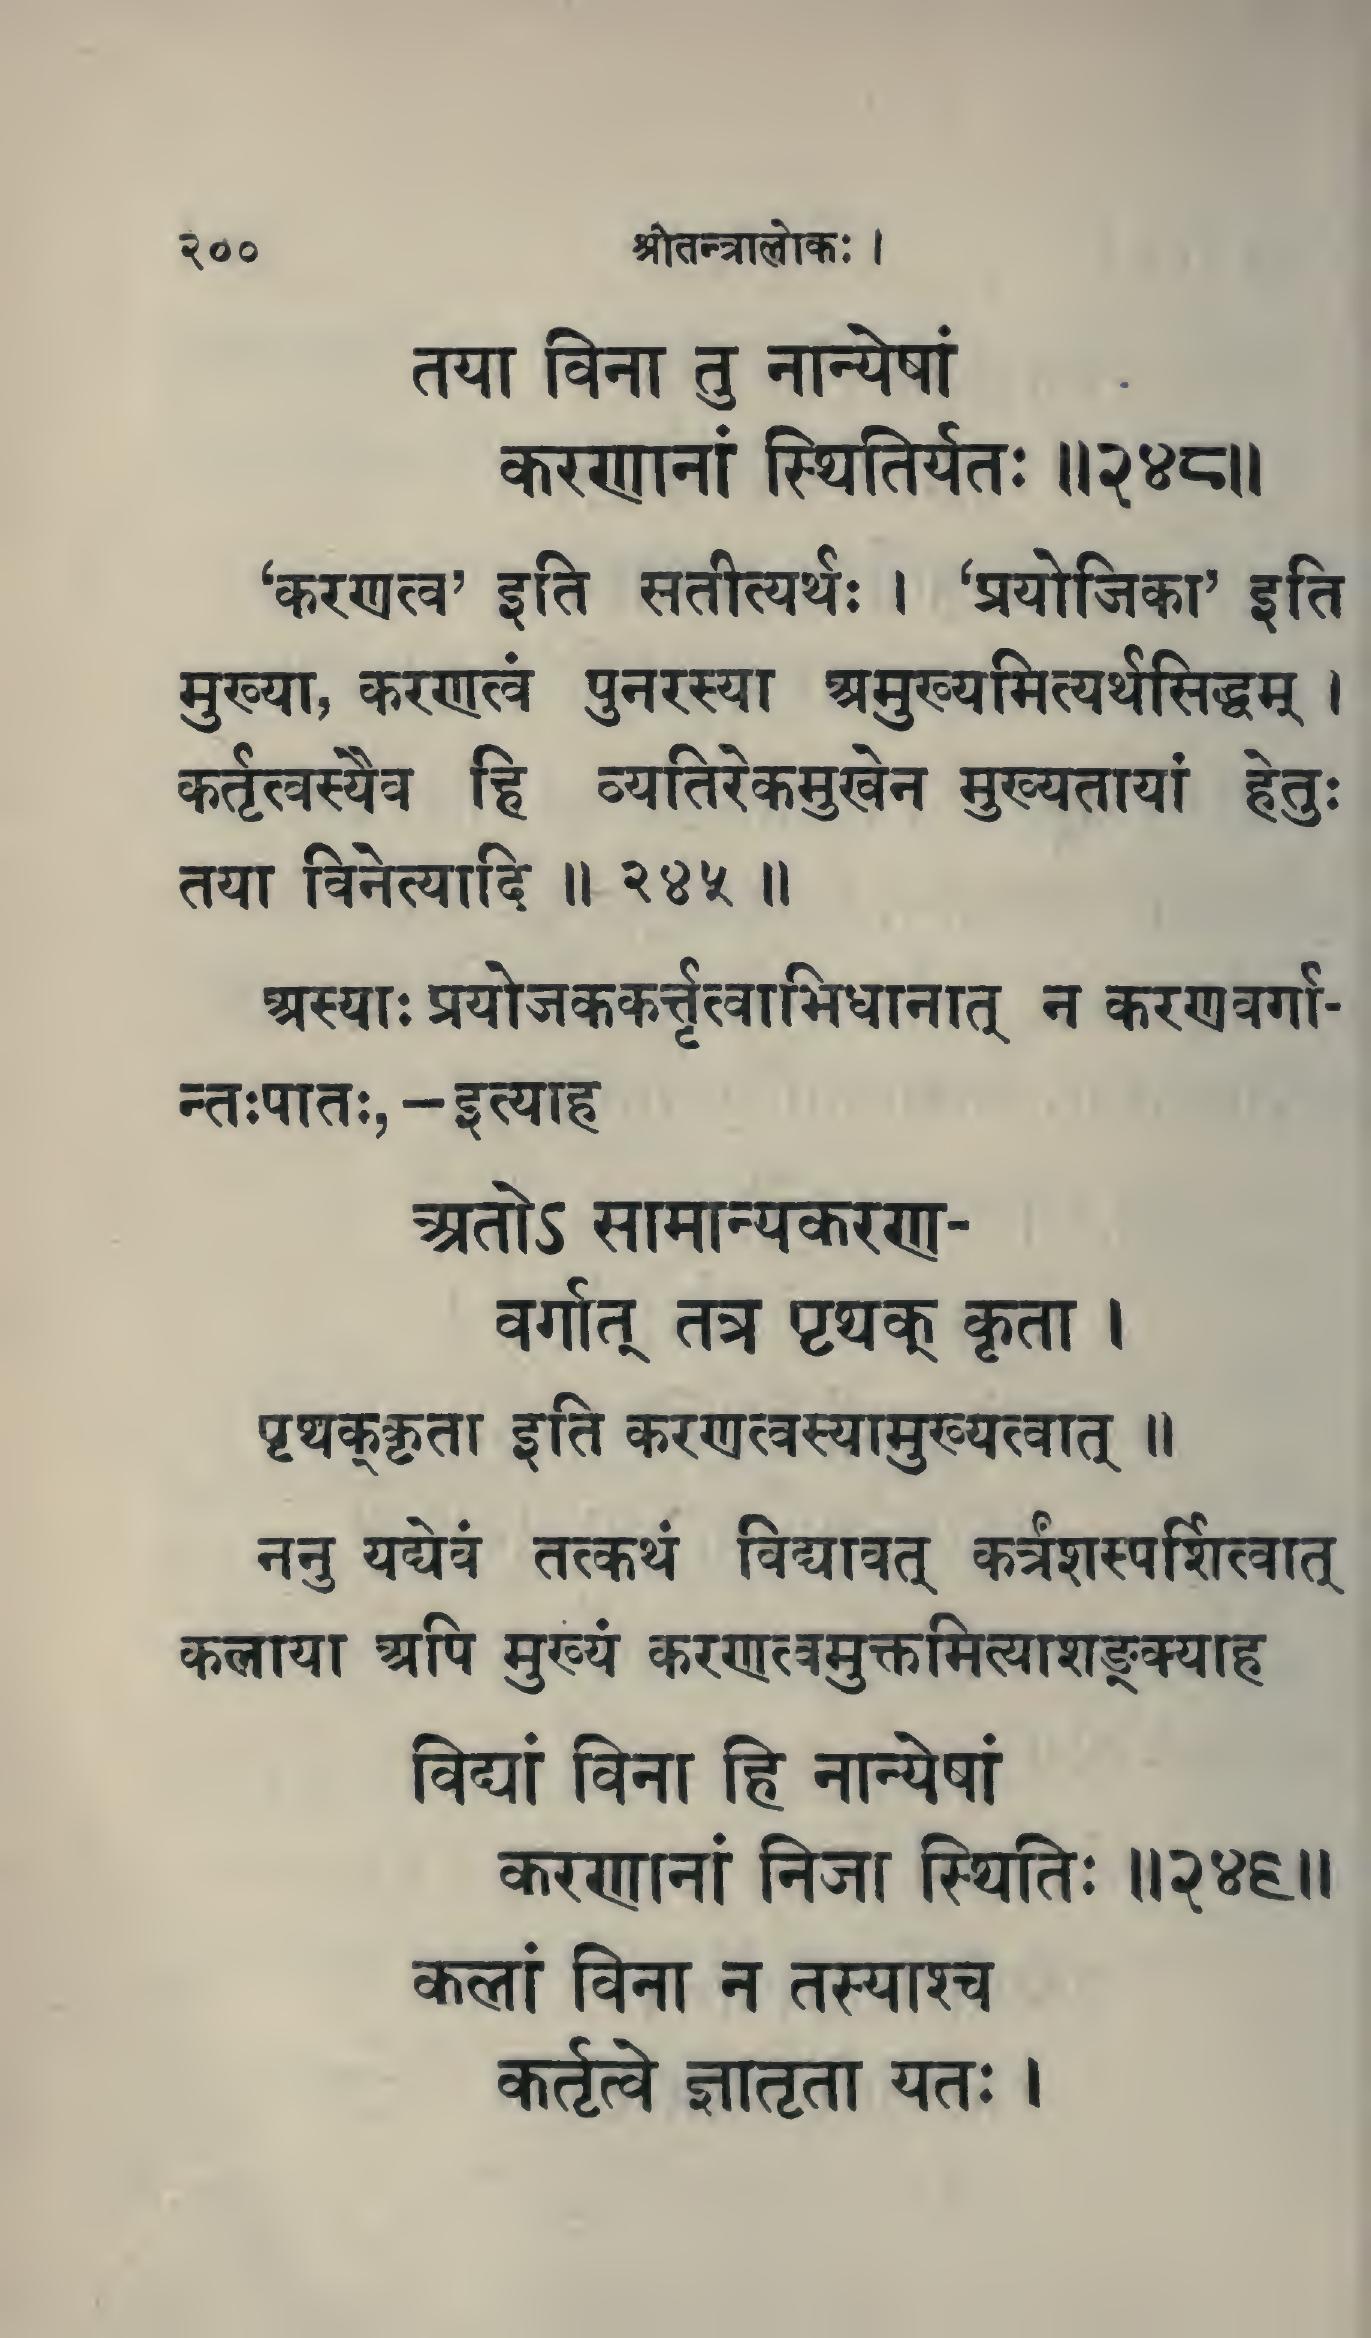 २०० श्रीतन्त्रालोकः ।
तया विना तु नान्येषां
करणानां स्थितिर्यतः ॥२४८॥
‘करणत्व’ इति सतीत्यर्थः । ‘प्रयोजिका’ इति
मुख्या, करणत्वं पुनरस्या अमुख्यमित्यर्थसिद्धम् ।
कर्तृत्वस्यैव हि व्यतिरेकमुखेन मुख्यतायां हेतुः
तया विनेत्यादि ॥ २४५ ॥
अस्याः प्रयोजककर्त्तृत्वाभिधानात् न करणवर्गा-
न्तःपातः, —इत्याह
अतोऽ सामान्यकरण-
वर्गात् तत्र पृथक् कृता ।
पृथक्कृता इति करणत्वस्यामुख्यत्वात् ॥
ननु यद्येवं तत्कथं विद्यावत् कर्त्रंशस्पर्शित्वात्
कलाया अपि मुख्यं करणत्वमुक्तमित्याशङ्क्याह
विद्यां विना हि नान्येषां
करणानां निजा स्थितिः ॥२४९॥
कलां विना न तस्याश्च
कर्तृत्वे ज्ञातृता यतः ।